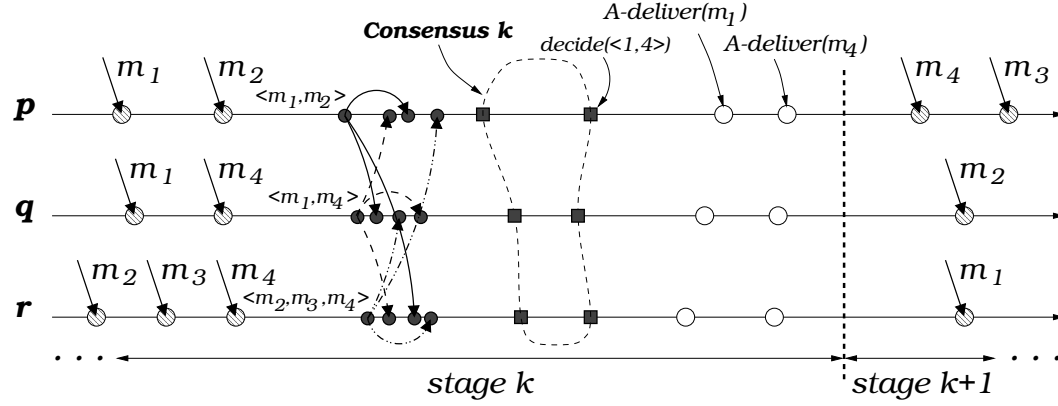 A-deliver(m1)
Consensus k
decide(<1,4>)
A-deliver(m4)
m1
m2
<m1,m2>
m4
m3
p
m1
m4
<m1,m4>
m2
q
m2
m3
m4
<m2,m3,m4>
m1
r
. . .
stage k
stage k+1
. . .